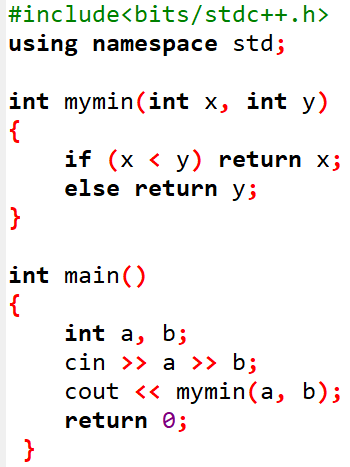 #include<bits/stdc++.h>
using namespace std;

int mymin(int x, int y)
{
    if (x < y) return x;
    else return y;
}

int main()
{
    int a, b;
    cin >> a >> b;
    cout << mymin(a, b);
    return 0;
 }